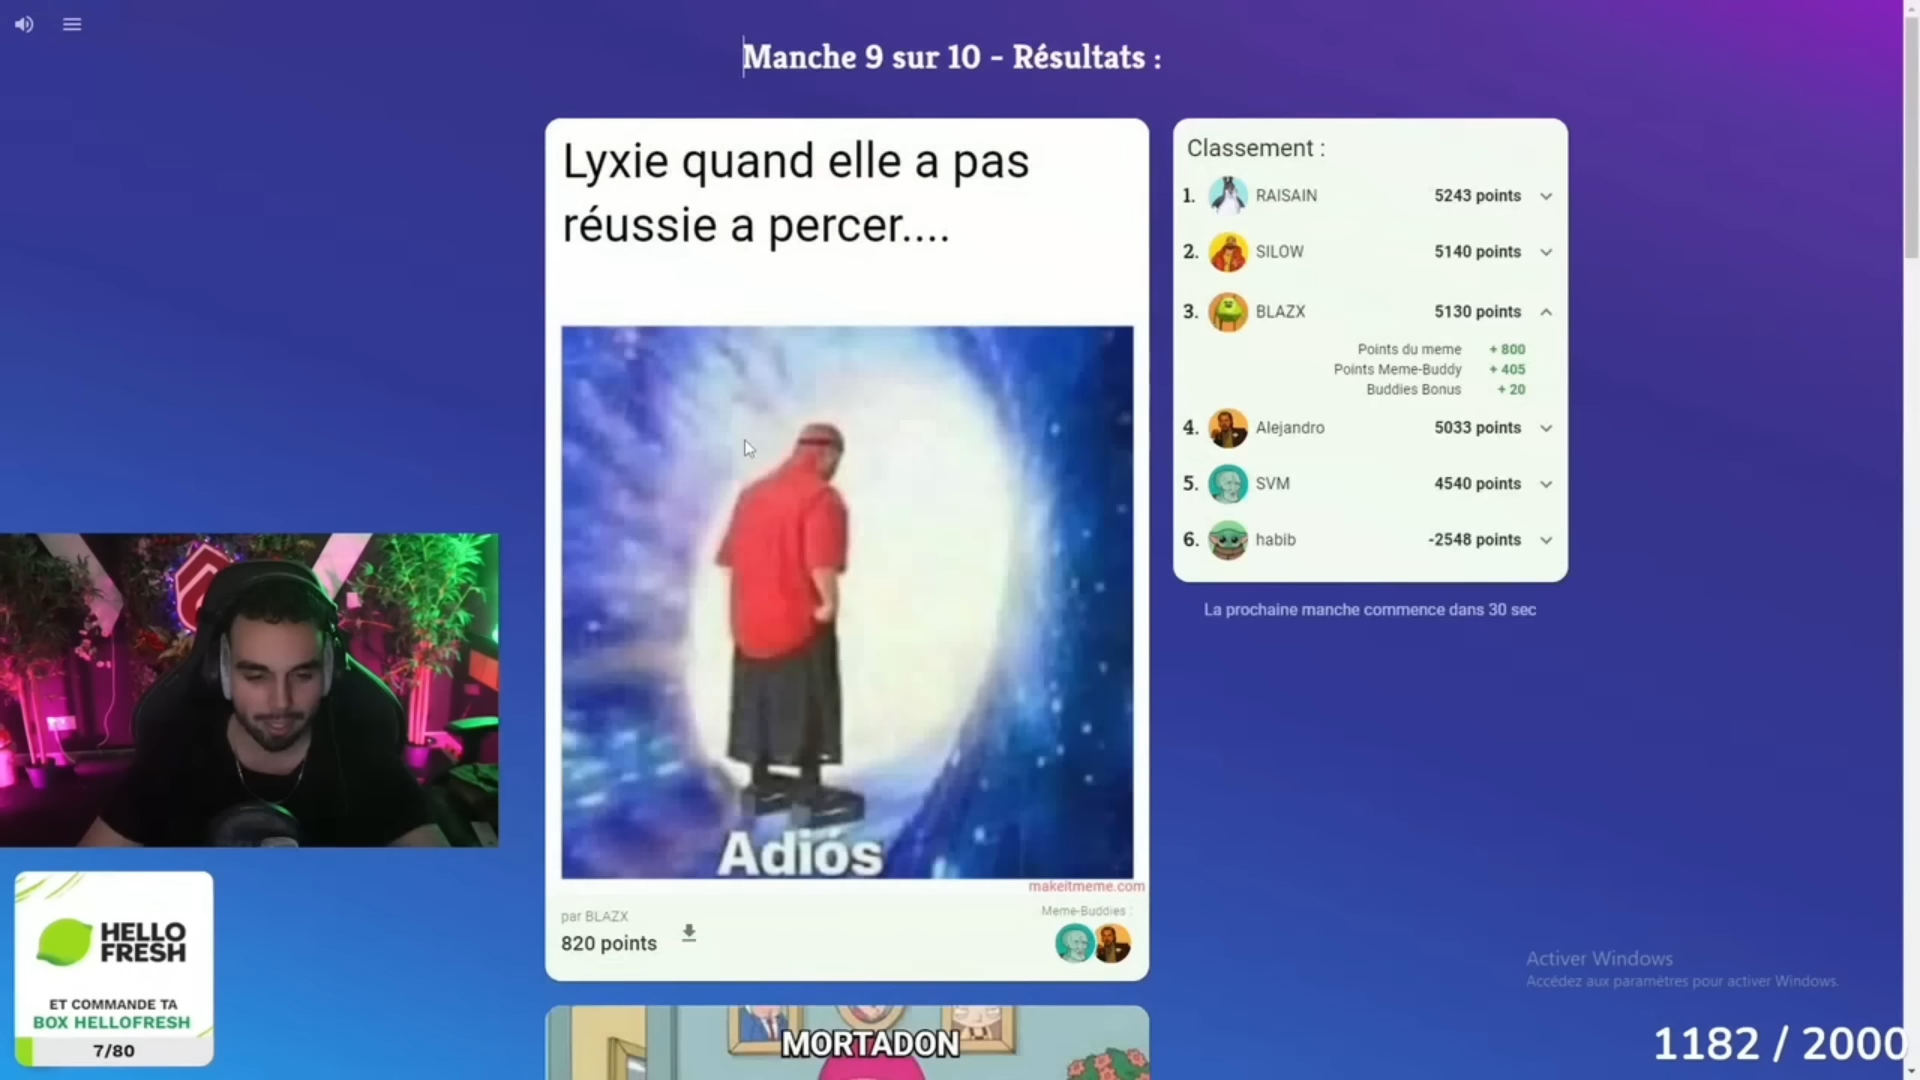 Manche 9 sur 10 - Résultats :
Lyxie quand elle a pas
réussie a percer....
Adiós
makeitmeme.com
par BLAZX
820 points
Meme-Buddies :
MORTADON
Classement :
1. RAISAIN 5243 points
2. SILOW 5140 points
3. BLAZX 5130 points
Points du meme + 800
Points Meme-Buddy + 405
Buddies Bonus + 20
4. Alejandro 5033 points
5. SVM 4540 points
6. habib -2548 points
La prochaine manche commence dans 30 sec
HELLO
FRESH
ET COMMANDE TA
BOX HELLOFRESH
7/80
Activer Windows
Accédez aux paramètres pour activer Windows.
1182 / 2000